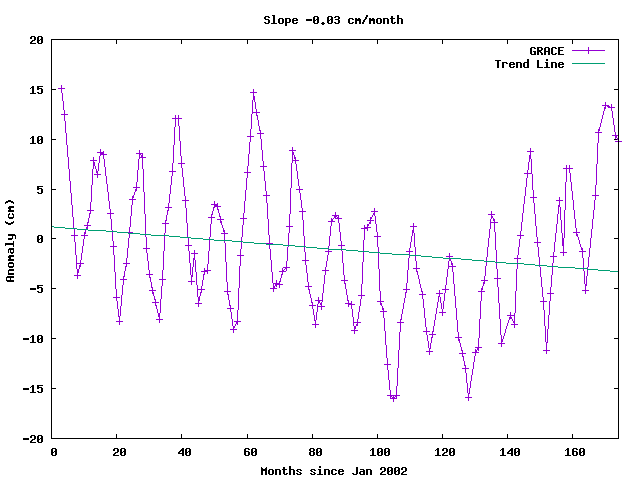 Slope -0.03 cm/month
GRACE
Trend Line
20
15
10
5
0
-5
-10
-15
-20
Anomaly (cm)
0 20 40 60 80 100 120 140 160
Months since Jan 2002